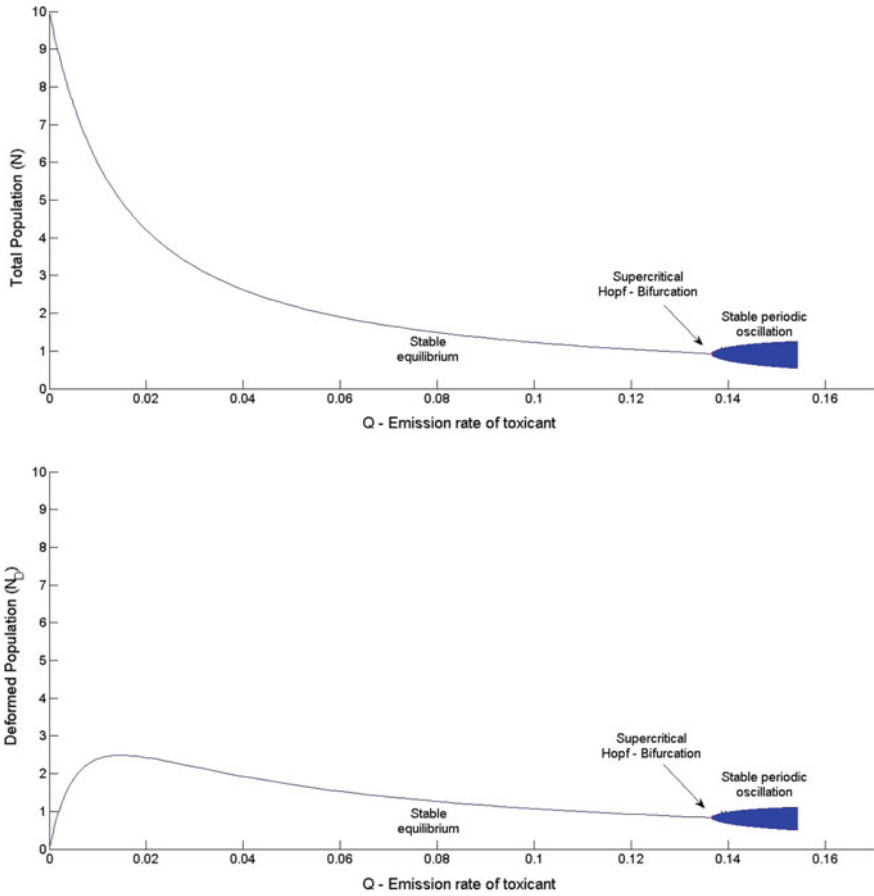 10
9
8
7
6
5
4
3
2
1
0
Total Population (N)
Supercritical
Hopf - Bifurcation
Stable periodic
oscillation
Stable
equilibrium
0
0.02
0.04
0.06
0.08
0.1
0.12
0.14
0.16
Q - Emission rate of toxicant
10
9
8
7
6
5
4
3
2
1
0
Deformed Population (N_D)
Supercritical
Hopf - Bifurcation
Stable periodic
oscillation
Stable
equilibrium
0
0.02
0.04
0.06
0.08
0.1
0.12
0.14
0.16
Q - Emission rate of toxicant